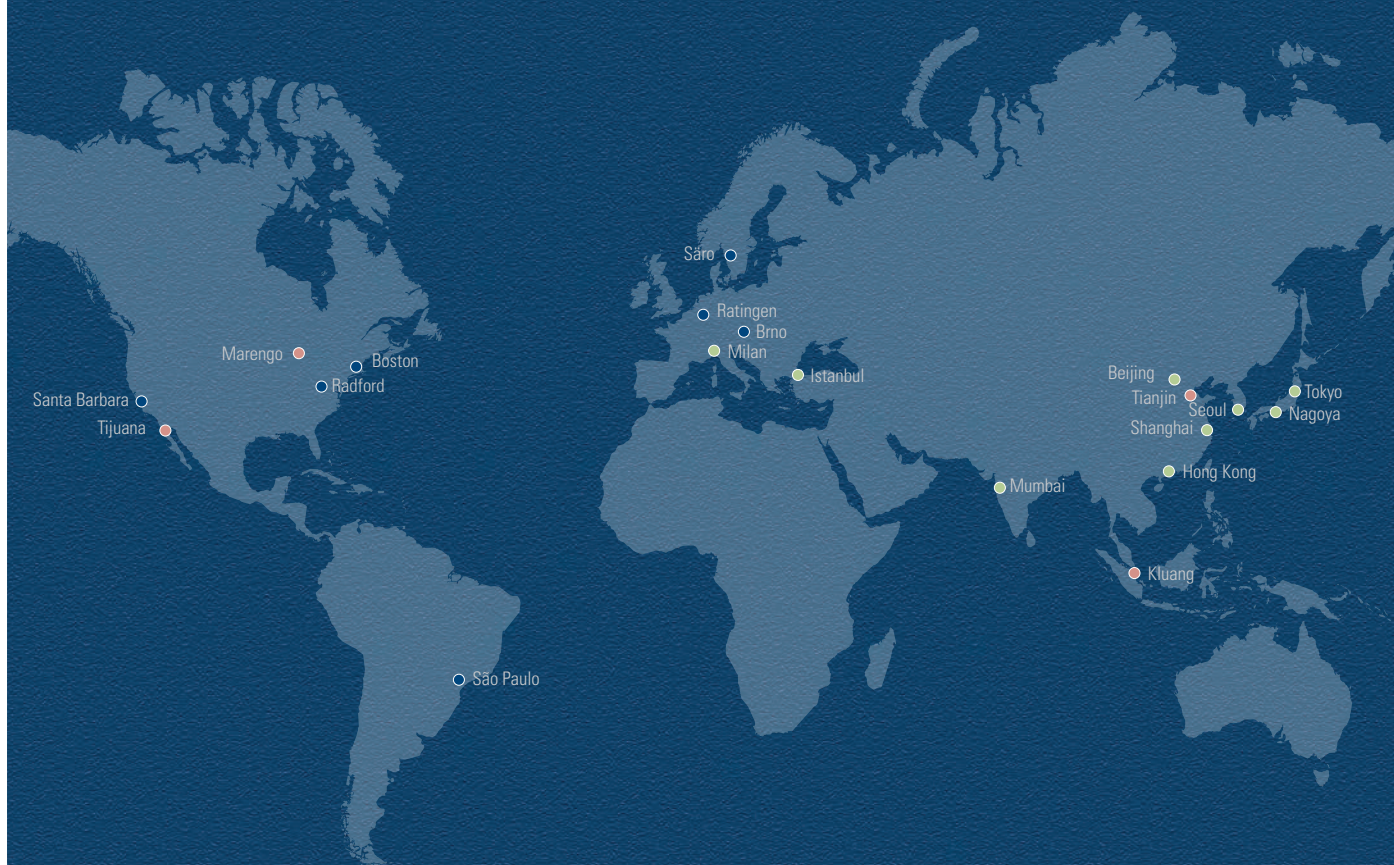 Säro
Ratingen
Brno
Milan
Istanbul
Marengo
Boston
Radford
Santa Barbara
Tijuana
Beijing
Tianjin
Seoul
Tokyo
Nagoya
Shanghai
Hong Kong
Mumbai
Kluang
São Paulo